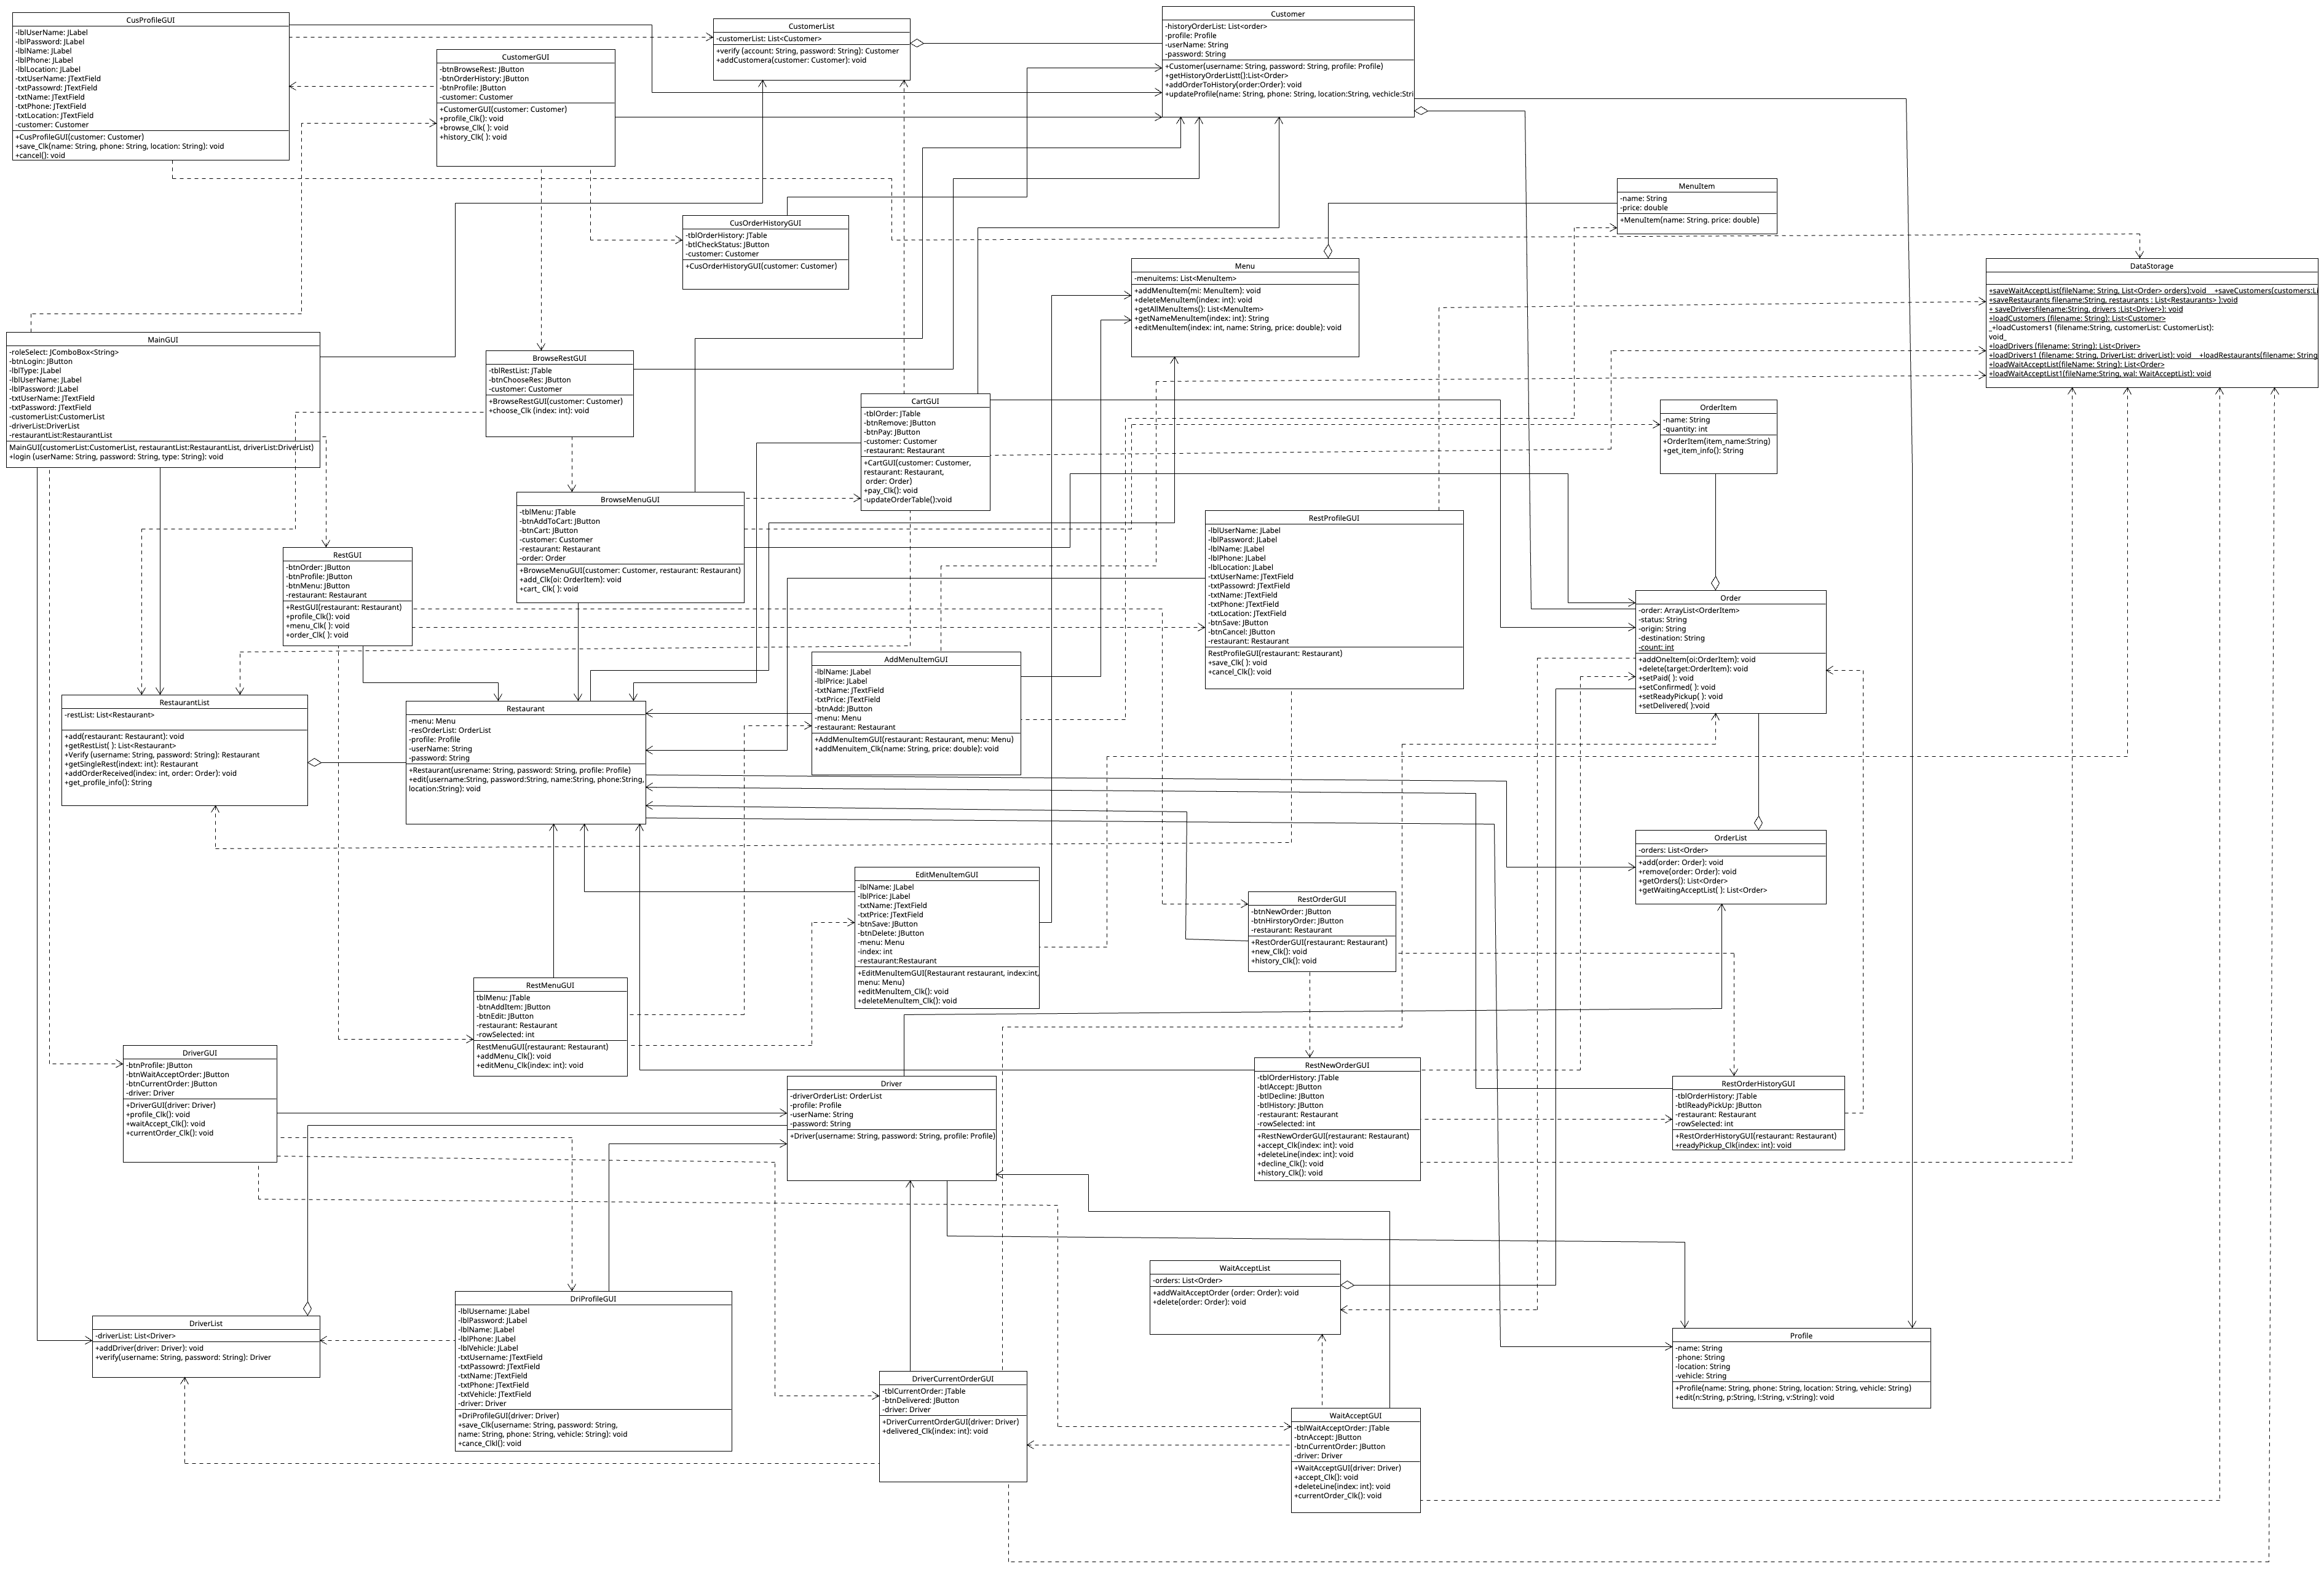 CusProfileGUI
-lblUserName: JLabel
-lblPassword: JLabel
-lblName: JLabel
-lblPhone: JLabel
-lblLocation: JLabel
-txtUserName: JTextField
-txtPassowrd: JTextField
-txtName: JTextField
-txtPhone: JTextField
-txtLocation: JTextField
-customer: Customer
+CusProfileGUI(customer: Customer)
+save_Clk(name: String, phone: String, location: String): void
+cancel(): void
CustomerGUI
-btnBrowseRest: JButton
-btnOrderHistory: JButton
-btnProfile: JButton
-customer: Customer
+CustomerGUI(customer: Customer)
+profile_Clk(): void
+browse_Clk( ): void
+history_Clk( ): void
CustomerList
-customerList: List<Customer>
+verify (account: String, password: String): Customer
+addCustomera(customer: Customer): void
Customer
-historyOrderList: List<order>
-profile: Profile
-userName: String
-password: String
+Customer(username: String, password: String, profile: Profile)
+getHistoryOrderListt():List<Order>
+addOrderToHistory(order:Order): void
+updateProfile(name: String, phone: String, location:String, vechicle:Stri
CusOrderHistoryGUI
-tblOrderHistory: JTable
-btlCheckStatus: JButton
-customer: Customer
+CusOrderHistoryGUI(customer: Customer)
MenuItem
-name: String
-price: double
+MenuItem(name: String. price: double)
Menu
-menuitems: List<MenuItem>
+addMenuItem(mi: MenuItem): void
+deleteMenuItem(index: int): void
+getAllMenuItems(): List<MenuItem>
+getNameMenuItem(index: int): String
+editMenuItem(index: int, name: String, price: double): void
DataStorage
+saveWaitAcceptList(fileName: String, List<Order> orders):void    +saveCustomers(customers:Li
+saveRestaurants filename:String, restaurants : List<Restaurants> ):void
+ saveDriversfilename:String, drivers :List<Driver>): void
+loadCustomers (filename: String): List<Customer>
_+loadCustomers1 (filename:String, customerList: CustomerList):
void_
+loadDrivers (filename: String): List<Driver>
+loadDrivers1 (filename: String, DriverList: driverList): void    +loadRestaurants(filename: String
+loadWaitAcceptList(fileName: String): List<Order>
+loadWaitAcceptList1(fileName:String, wal: WaitAcceptList): void
MainGUI
-roleSelect: JComboBox<String>
-btnLogin: JButton
-lblType: JLabel
-lblUserName: JLabel
-lblPassword: JLabel
-txtUserName: JTextField
-txtPassword: JTextField
-customerList:CustomerList
-driverList:DriverList
-restaurantList:RestaurantList
MainGUI(customerList:CustomerList, restaurantList:RestaurantList, driverList:DriverList)
+login (userName: String, password: String, type: String): void
BrowseRestGUI
-tblRestList: JTable
-btnChooseRes: JButton
-customer: Customer
+BrowseRestGUI(customer: Customer)
+choose_Clk (index: int): void
CartGUI
-tblOrder: JTable
-btnRemove: JButton
-btnPay: JButton
-customer: Customer
-restaurant: Restaurant
+CartGUI(customer: Customer,
restaurant: Restaurant,
order: Order)
+pay_Clk(): void
-updateOrderTable():void
OrderItem
-name: String
-quantity: int
+OrderItem(item_name:String)
+get_item_info(): String
BrowseMenuGUI
-tblMenu: JTable
-btnAddToCart: JButton
-btnCart: JButton
-customer: Customer
-restaurant: Restaurant
-order: Order
+BrowseMenuGUI(customer: Customer, restaurant: Restaurant)
+add_Clk(oi: OrderItem): void
+cart_ Clk( ): void
RestProfileGUI
-lblUserName: JLabel
-lblPassword: JLabel
-lblName: JLabel
-lblPhone: JLabel
-lblLocation: JLabel
-txtUserName: JTextField
-txtPassowrd: JTextField
-txtName: JTextField
-txtPhone: JTextField
-txtLocation: JTextField
-btnSave: JButton
-btnCancel: JButton
-restaurant: Restaurant
RestProfileGUI(restaurant: Restaurant)
+save_Clk( ): void
+cancel_Clk(): void
RestGUI
-btnOrder: JButton
-btnProfile: JButton
-btnMenu: JButton
-restaurant: Restaurant
+RestGUI(restaurant: Restaurant)
+profile_Clk(): void
+menu_Clk( ): void
+order_Clk( ): void
Order
-order: ArrayList<OrderItem>
-status: String
-origin: String
-destination: String
-count: int
+addOneItem(oi:OrderItem): void
+delete(target:OrderItem): void
+setPaid( ): void
+setConfirmed( ): void
+setReadyPickup( ): void
+setDelivered( ):void
AddMenuItemGUI
-lblName: JLabel
-lblPrice: JLabel
-txtName: JTextField
-txtPrice: JTextField
-btnAdd: JButton
-menu: Menu
-restaurant: Restaurant
+AddMenuItemGUI(restaurant: Restaurant, menu: Menu)
+addMenuitem_Clk(name: String, price: double): void
RestaurantList
-restList: List<Restaurant>
+add(restaurant: Restaurant): void
+getRestList( ): List<Restaurant>
+Verify (username: String, password: String): Restaurant
+getSingleRest(indext: int): Restaurant
+addOrderReceived(index: int, order: Order): void
+get_profile_info(): String
Restaurant
-menu: Menu
-resOrderList: OrderList
-profile: Profile
-userName: String
-password: String
+Restaurant(usrename: String, password: String, profile: Profile)
+edit(username:String, password:String, name:String, phone:String,
location:String): void
OrderList
-orders: List<Order>
+add(order: Order): void
+remove(order: Order): void
+getOrders(): List<Order>
+getWaitingAcceptList( ): List<Order>
EditMenuItemGUI
-lblName: JLabel
-lblPrice: JLabel
-txtName: JTextField
-txtPrice: JTextField
-btnSave: JButton
-btnDelete: JButton
-menu: Menu
-index: int
-restaurant:Restaurant
+EditMenuItemGUI(Restaurant restaurant, index:int,
menu: Menu)
+editMenuItem_Clk(): void
+deleteMenuItem_Clk(): void
RestOrderGUI
-btnNewOrder: JButton
-btnHirstoryOrder: JButton
-restaurant: Restaurant
+RestOrderGUI(restaurant: Restaurant)
+new_Clk(): void
+history_Clk(): void
RestMenuGUI
tblMenu: JTable
-btnAddItem: JButton
-btnEdit: JButton
-restaurant: Restaurant
-rowSelected: int
RestMenuGUI(restaurant: Restaurant)
+addMenu_Clk(): void
+editMenu_Clk(index: int): void
DriverGUI
-btnProfile: JButton
-btnWaitAcceptOrder: JButton
-btnCurrentOrder: JButton
-driver: Driver
+DriverGUI(driver: Driver)
+profile_Clk(): void
+waitAccept_Clk(): void
+currentOrder_Clk(): void
Driver
-driverOrderList: OrderList
-profile: Profile
-userName: String
-password: String
+Driver(username: String, password: String, profile: Profile)
RestNewOrderGUI
-tblOrderHistory: JTable
-btlAccept: JButton
-btlDecline: JButton
-btlHistory: JButton
-restaurant: Restaurant
-rowSelected: int
+RestNewOrderGUI(restaurant: Restaurant)
+accept_Clk(index: int): void
+deleteLine(index: int): void
+decline_Clk(): void
+history_Clk(): void
RestOrderHistoryGUI
-tblOrderHistory: JTable
-btlReadyPickUp: JButton
-restaurant: Restaurant
-rowSelected: int
+RestOrderHistoryGUI(restaurant: Restaurant)
+readyPickup_Clk(index: int): void
WaitAcceptList
-orders: List<Order>
+addWaitAcceptOrder (order: Order): void
+delete(order: Order): void
DriProfileGUI
-lblUsername: JLabel
-lblPassword: JLabel
-lblName: JLabel
-lblPhone: JLabel
-lblVehicle: JLabel
-txtUsername: JTextField
-txtPassowrd: JTextField
-txtName: JTextField
-txtPhone: JTextField
-txtVehicle: JTextField
-driver: Driver
+DriProfileGUI(driver: Driver)
+save_Clk(username: String, password: String,
name: String, phone: String, vehicle: String): void
+cance_Clkl(): void
DriverList
-driverList: List<Driver>
+addDriver(driver: Driver): void
+verify(username: String, password: String): Driver
Profile
-name: String
-phone: String
-location: String
-vehicle: String
+Profile(name: String, phone: String, location: String, vehicle: String)
+edit(n:String, p:String, l:String, v:String): void
DriverCurrentOrderGUI
-tblCurrentOrder: JTable
-btnDelivered: JButton
-driver: Driver
+DriverCurrentOrderGUI(driver: Driver)
+delivered_Clk(index: int): void
WaitAcceptGUI
-tblWaitAcceptOrder: JTable
-btnAccept: JButton
-btnCurrentOrder: JButton
-driver: Driver
+WaitAcceptGUI(driver: Driver)
+accept_Clk(): void
+deleteLine(index: int): void
+currentOrder_Clk(): void